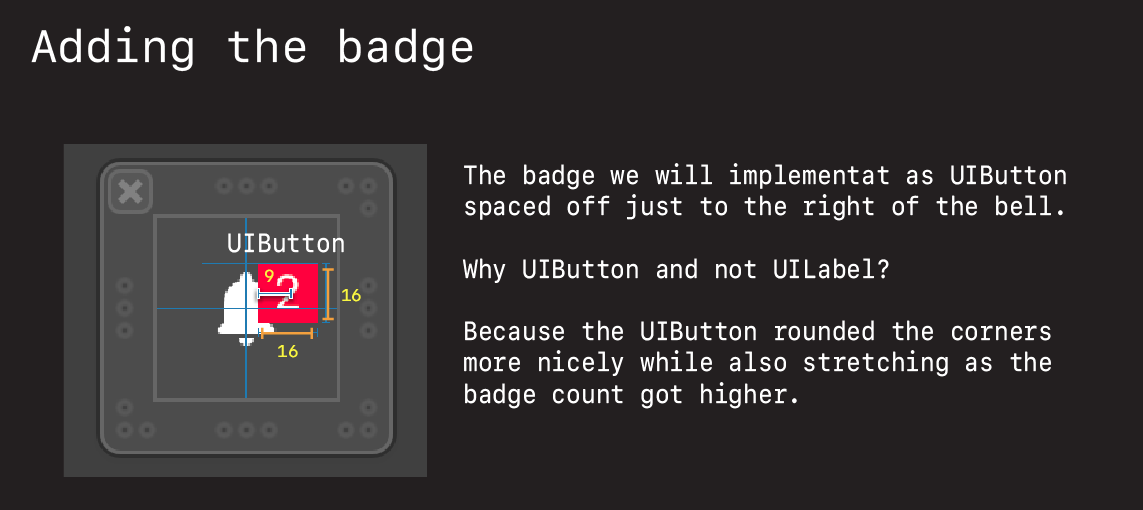 Adding the badge
UIButton
9
2
16
16
The badge we will implementat as UIButton
spaced off just to the right of the bell.
Why UIButton and not UILabel?
Because the UIButton rounded the corners
more nicely while also stretching as the
badge count got higher.